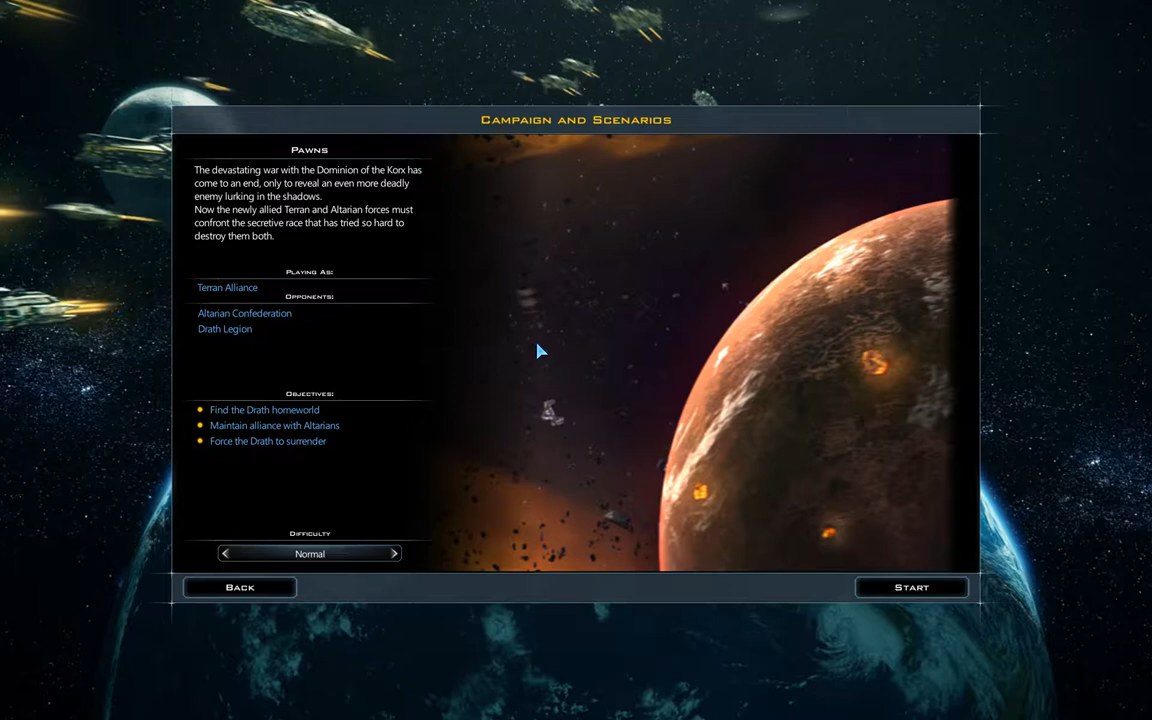 Campaign and Scenarios
Pawns
The devastating war with the Dominion of the Korx has
come to an end, only to reveal an even more deadly
enemy lurking in the shadows.
Now the newly allied Terran and Altarian forces must
confront the secretive race that has tried so hard to
destroy them both.
Playing As:
Terran Alliance
Opponents:
Altarian Confederation
Drath Legion
Objectives:
Find the Drath homeworld
Maintain alliance with Altarians
Force the Drath to surrender
Difficulty
Normal
Back
Start